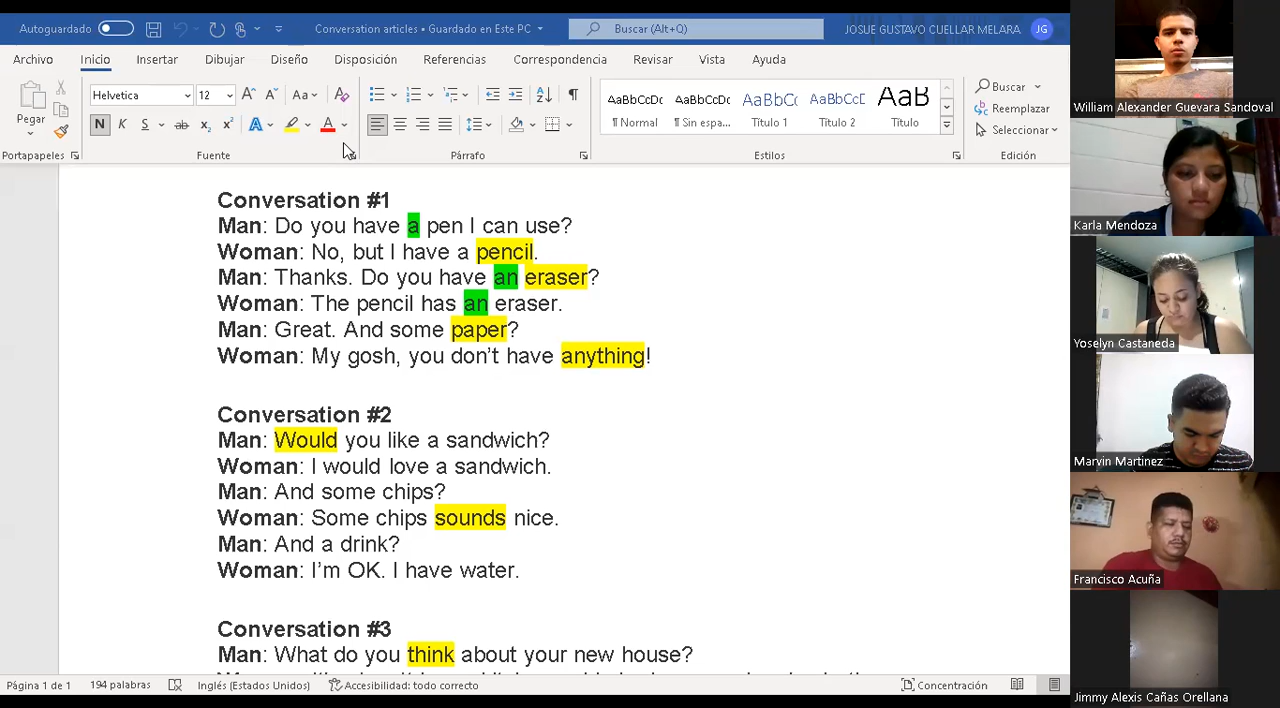 Autoguardado
Conversation articles • Guardado en Este PC
Buscar (Alt+Q)
JOSUE GUSTAVO CUELLAR MELARA
JG
Archivo Inicio Insertar Dibujar Diseño Disposición Referencias Correspondencia Revisar Vista Ayuda
Pegar
Portapapeles
Helvetica 12
Aa
N K S ab x₂ x² A A
Fuente
Párrafo
AaBbCcDc AaBbCcDc AaBbC AaBbCcE AaB
¶ Normal ¶ Sin espa... Título 1 Título 2 Título
Estilos
Buscar
Reemplazar
Seleccionar
Edición
Conversation #1
Man: Do you have a pen I can use?
Woman: No, but I have a pencil.
Man: Thanks. Do you have an eraser?
Woman: The pencil has an eraser.
Man: Great. And some paper?
Woman: My gosh, you don’t have anything!
Conversation #2
Man: Would you like a sandwich?
Woman: I would love a sandwich.
Man: And some chips?
Woman: Some chips sounds nice.
Man: And a drink?
Woman: I’m OK. I have water.
Conversation #3
Man: What do you think about your new house?
Página 1 de 1 194 palabras Inglés (Estados Unidos) Accesibilidad: todo correcto Concentración
William Alexander Guevara Sandoval
Karla Mendoza
Yoselyn Castaneda
Marvin Martinez
Francisco Acuña
Jimmy Alexis Cañas Orellana